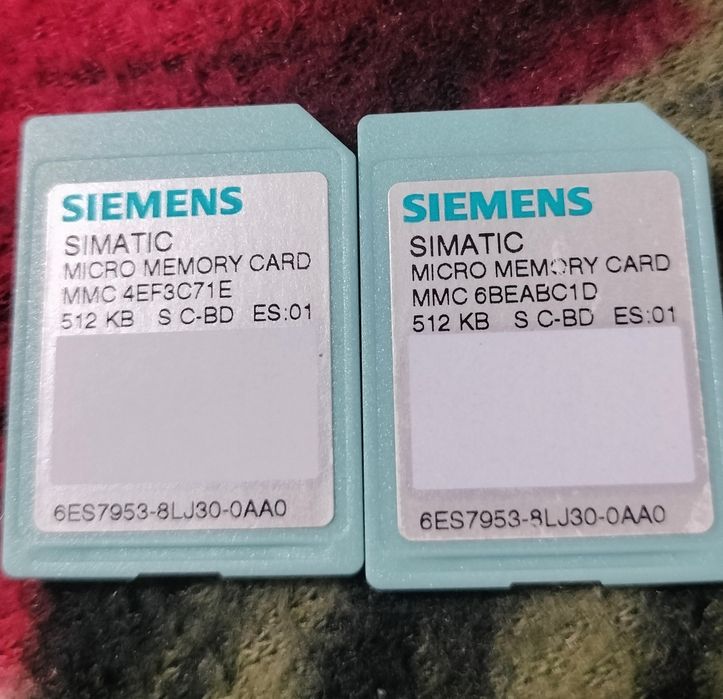 SIEMENS
SIMATIC
MICRO MEMORY CARD
MMC 4EF3C71E
512 KB S C-BD ES:01
6ES7953-8LJ30-0AA0
SIEMENS
SIMATIC
MICRO MEMORY CARD
MMC 6BEABC1D
512 KB S C-BD ES:01
6ES7953-8LJ30-0AA0